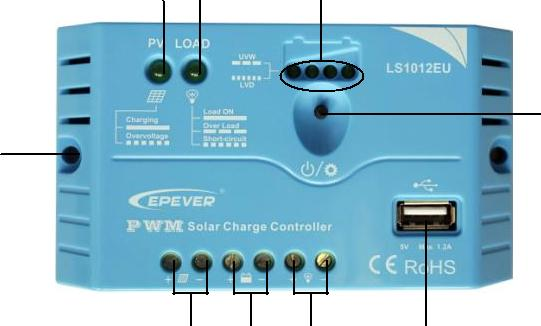 PV LOAD
UVW
LVD
LS1012EU
Charging
Overvoltage
Load ON
Over Load
Short-circuit
EPEVER®
PWM Solar Charge Controller
5V Max 1.2A
CE RoHS
+ - + - + -